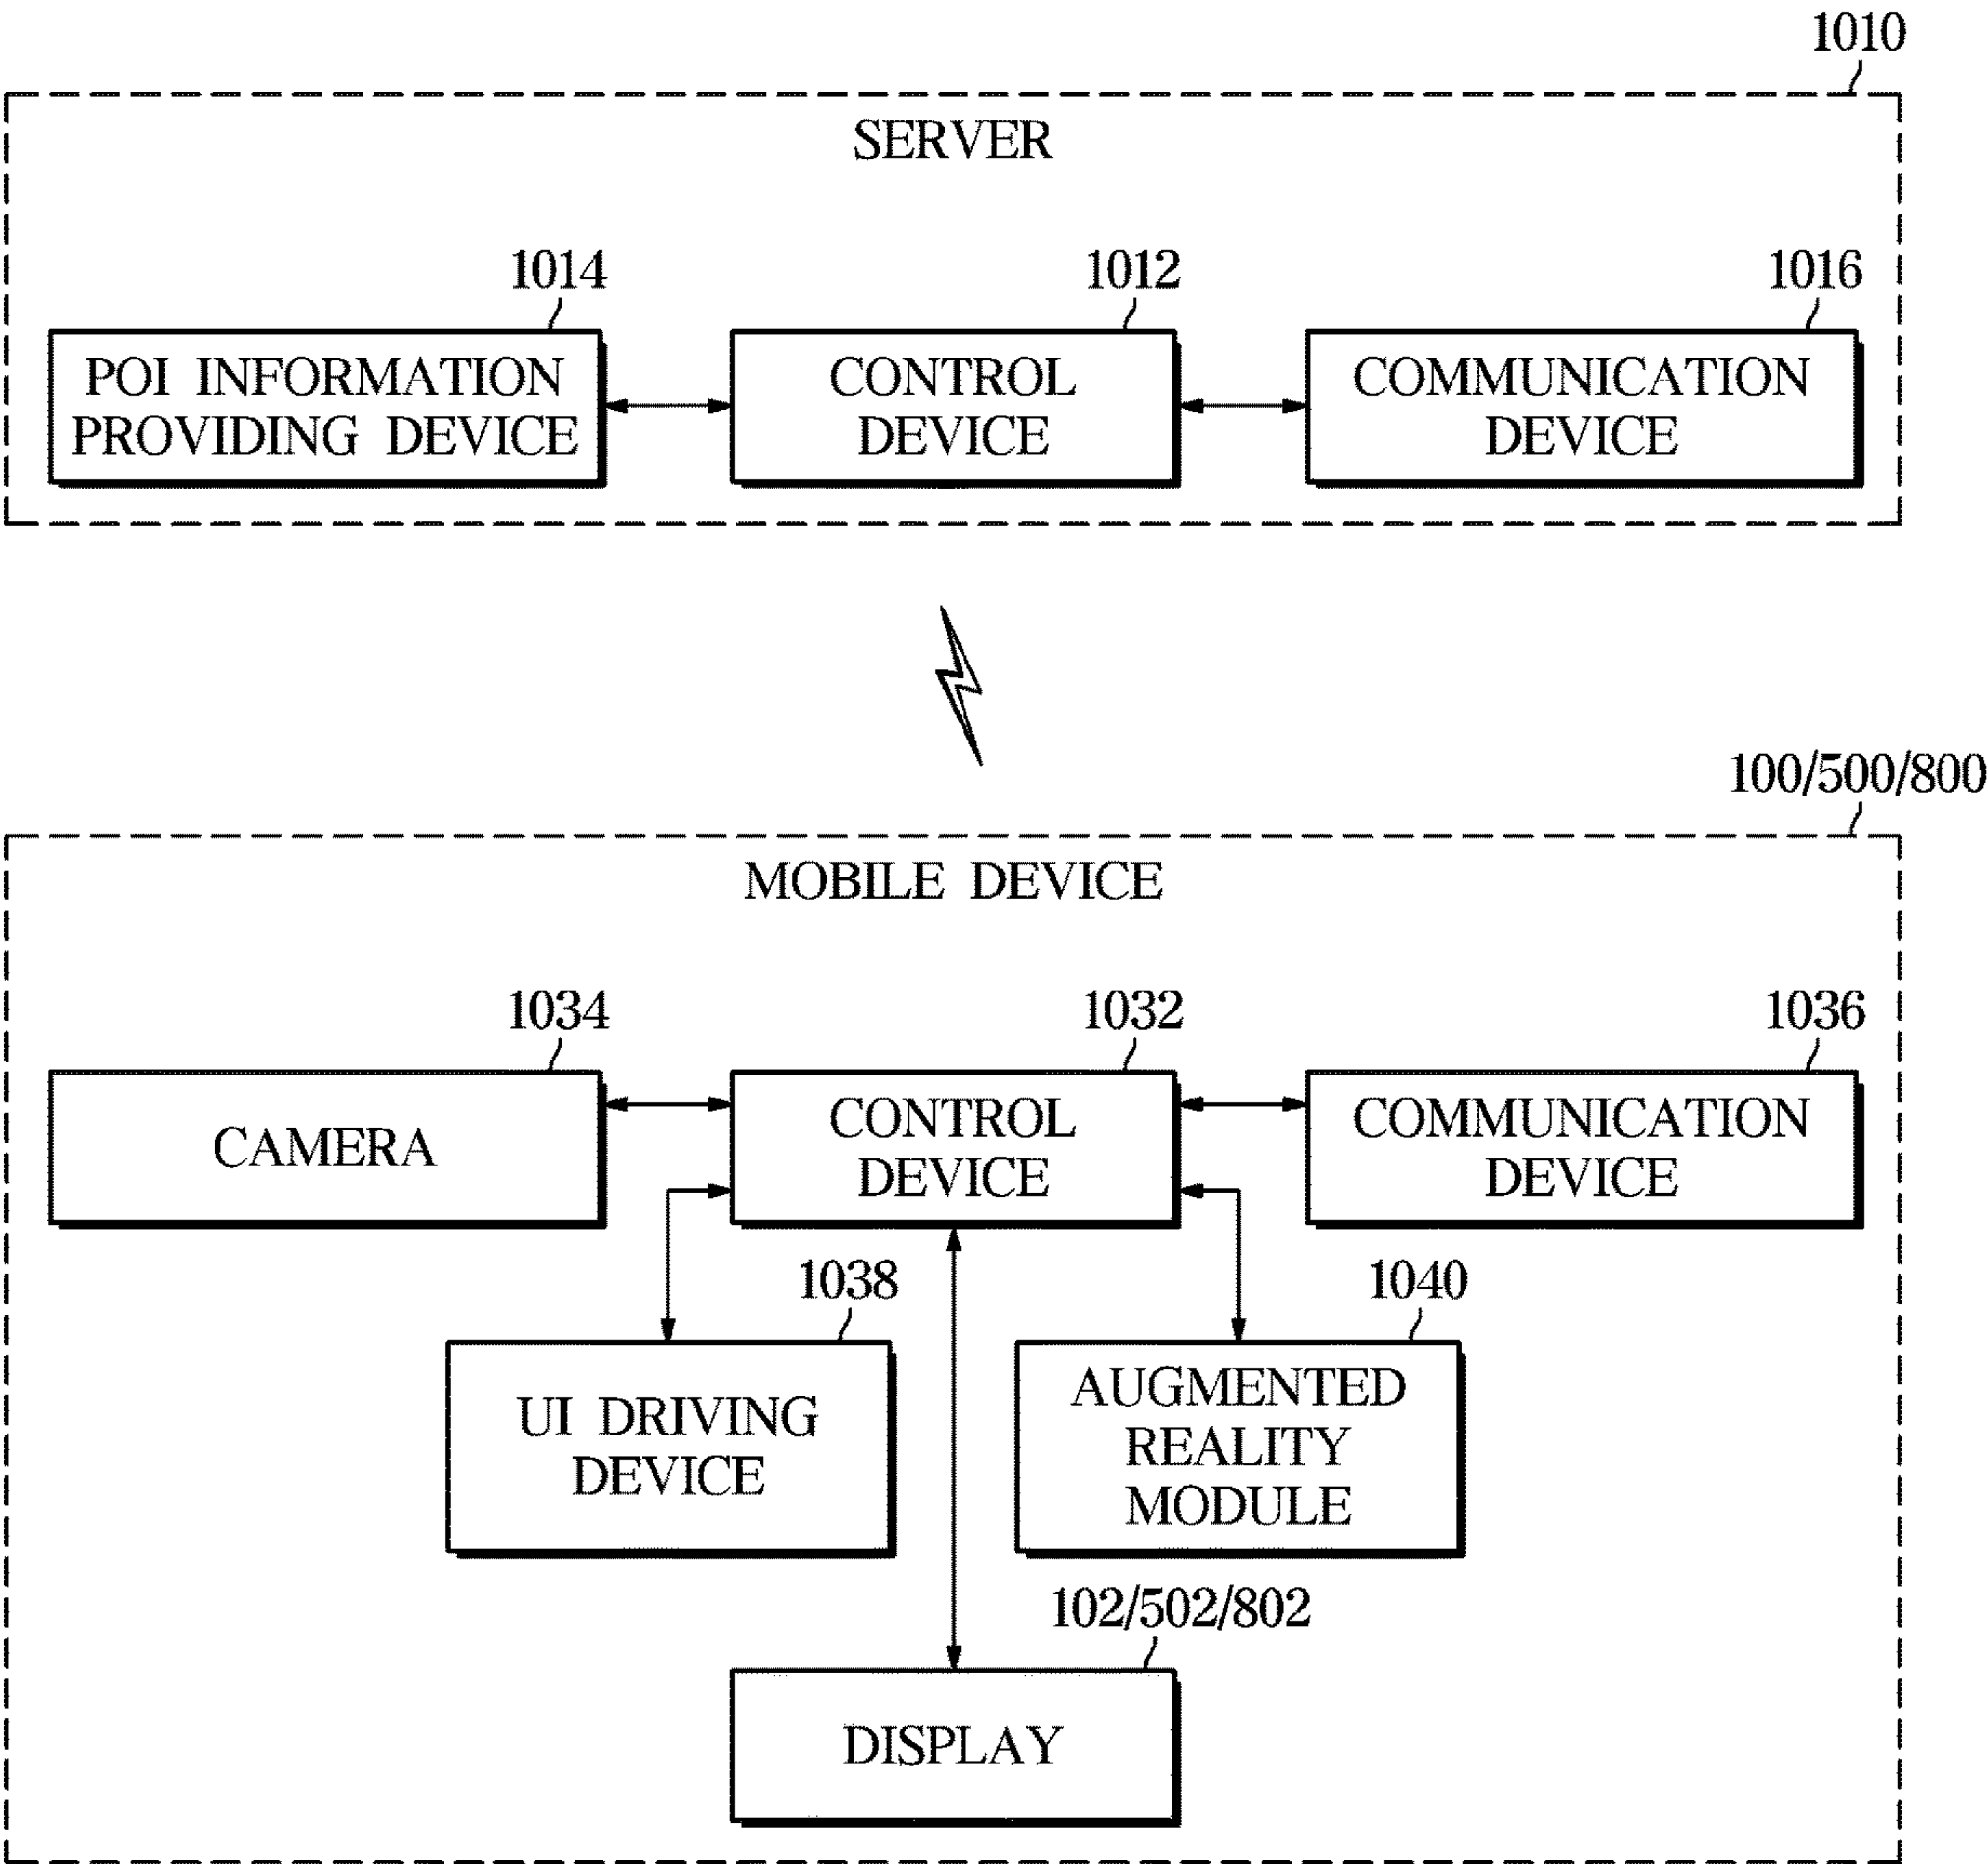 1010
SERVER
1014
1012
1016
POI INFORMATION
PROVIDING DEVICE
CONTROL
DEVICE
COMMUNICATION
DEVICE
100/500/800
MOBILE DEVICE
1034
1032
1036
CAMERA
CONTROL
DEVICE
COMMUNICATION
DEVICE
1038
1040
UI DRIVING
DEVICE
AUGMENTED
REALITY
MODULE
102/502/802
DISPLAY